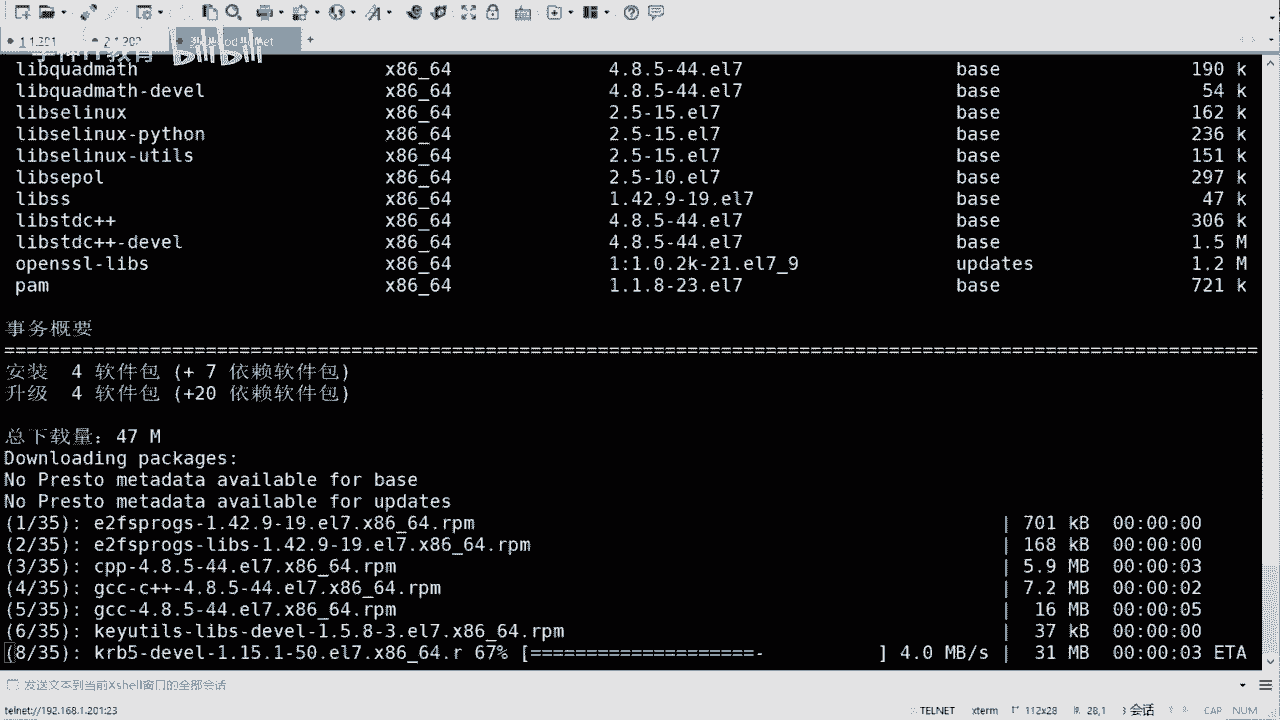 bilibili
libquadmath x86_64 4.8.5-44.el7 base 190 k
libquadmath-devel x86_64 4.8.5-44.el7 base 54 k
libselinux x86_64 2.5-15.el7 base 162 k
libselinux-python x86_64 2.5-15.el7 base 236 k
libselinux-utils x86_64 2.5-15.el7 base 151 k
libsepol x86_64 2.5-10.el7 base 297 k
libss x86_64 1.42.9-19.el7 base 47 k
libstdc++ x86_64 4.8.5-44.el7 base 306 k
libstdc++-devel x86_64 4.8.5-44.el7 base 1.5 M
openssl-libs x86_64 1:1.0.2k-21.el7_9 updates 1.2 M
pam x86_64 1.1.8-23.el7 base 721 k
事务概要
================================================================================================================
安装 4 软件包 (+ 7 依赖软件包)
升级 4 软件包 (+20 依赖软件包)
总下载量：47 M
Downloading packages:
No Presto metadata available for base
No Presto metadata available for updates
(1/35): e2fsprogs-1.42.9-19.el7.x86_64.rpm | 701 kB 00:00:00
(2/35): e2fsprogs-libs-1.42.9-19.el7.x86_64.rpm | 168 kB 00:00:00
(3/35): cpp-4.8.5-44.el7.x86_64.rpm | 5.9 MB 00:00:03
(4/35): gcc-c++-4.8.5-44.el7.x86_64.rpm | 7.2 MB 00:00:02
(5/35): gcc-4.8.5-44.el7.x86_64.rpm | 16 MB 00:00:05
(6/35): keyutils-libs-devel-1.5.8-3.el7.x86_64.rpm | 37 kB 00:00:00
(8/35): krb5-devel-1.15.1-50.el7.x86_64.r 67% [====================- ] 4.0 MB/s | 31 MB 00:00:03 ETA
发送文本到当前Xshell窗口的全部会话
telnet://192.168.1.201:23 TELNET xterm 112x28 28,1 3 会话 CAP NUM